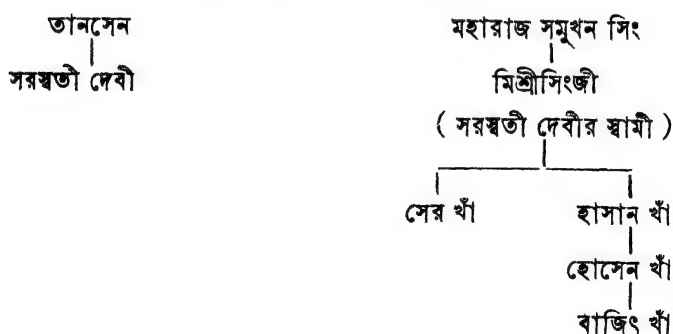 তানসেন মহারাজ সমূখন সিং
সরস্বতী দেবী মিশ্রীসিংজী
( সরস্বতী দেবীর স্বামী )
সের খাঁ হাসান খাঁ
হোসেন খাঁ
বাজিৎ খাঁ